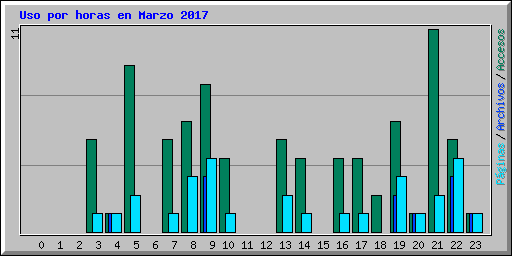 Uso por horas en Marzo 2017
11
Páginas / Archivos / Accesos
0 1 2 3 4 5 6 7 8 9 10 11 12 13 14 15 16 17 18 19 20 21 22 23